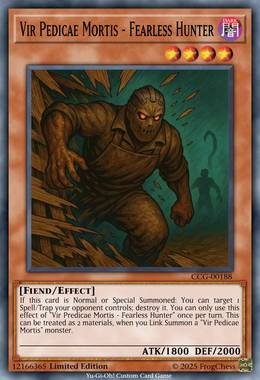 Vir Pedicae Mortis - Fearless Hunter
DARK
闇
CCG-00188
[Fiend/Effect]
If this card is Normal or Special Summoned: You can target 1
Spell/Trap your opponent controls; destroy it. You can only use this
effect of "Vir Pedicae Mortis - Fearless Hunter" once per turn. This
can be treated as 2 materials, when you Link Summon a "Vir Pedicae
Mortis" monster.
ATK/1800 DEF/2000
12166365 Limited Edition
© 2025 FrogChess
Yu-Gi-Oh! Custom Card Game